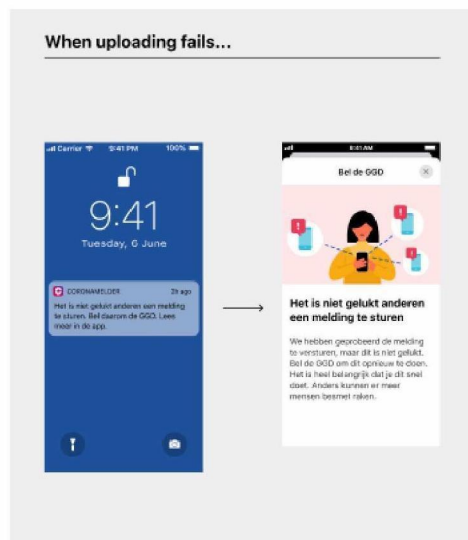 When uploading fails...
Carrier 9:41 PM 100%
9:41
Tuesday, 6 June
CORONAMELDER 2h ago
Het is niet gelukt anderen een melding
te sturen. Bel daarom de GGD. Lees
meer in de app.
9:41 AM
Bel de GGD
Het is niet gelukt anderen
een melding te sturen
We hebben geprobeerd de melding
te versturen, maar dit is niet gelukt.
Bel de GGD om dit opnieuw te doen.
Het is heel belangrijk dat je dit snel
doet. Anders kunnen er meer
mensen besmet raken.